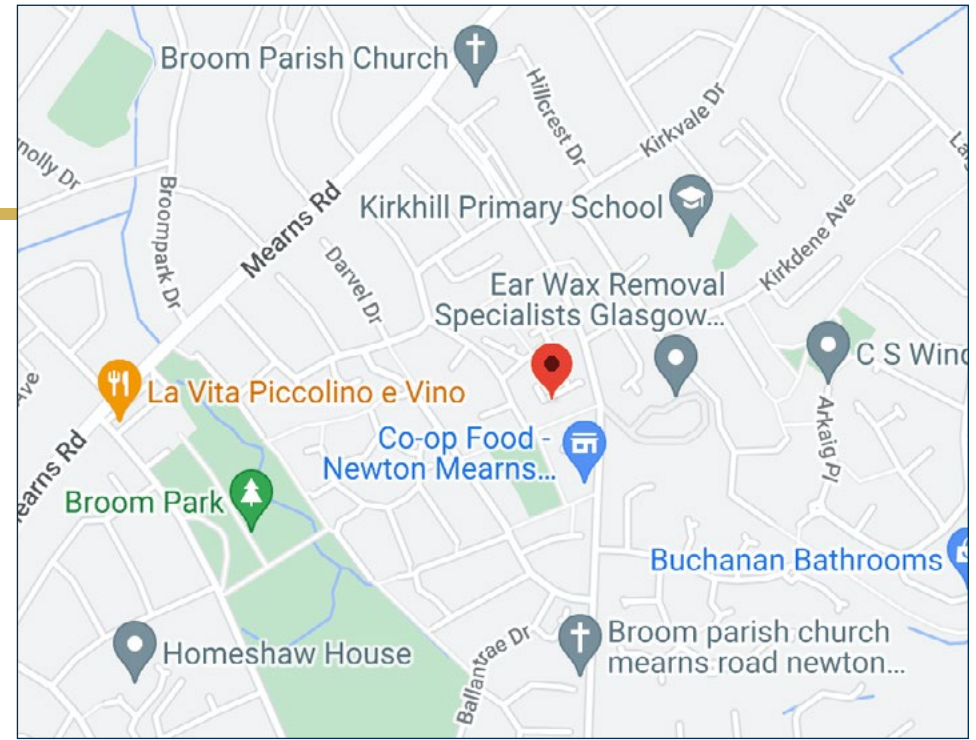 Broom Parish Church
Hillcrest Dr
Kirkvale Dr
nolly Dr
Broompark Dr
Mearns Rd
Kirkhill Primary School
Darvel Dr
Kirkdene Ave
Ear Wax Removal
Specialists Glasgow...
C S Wind
La Vita Piccolino e Vino
Arkaig Pl
Co-op Food -
Newton Mearns...
earns Rd
Broom Park
Buchanan Bathrooms
Ballantrae Dr
Broom parish church
mearns road newton...
Homeshaw House